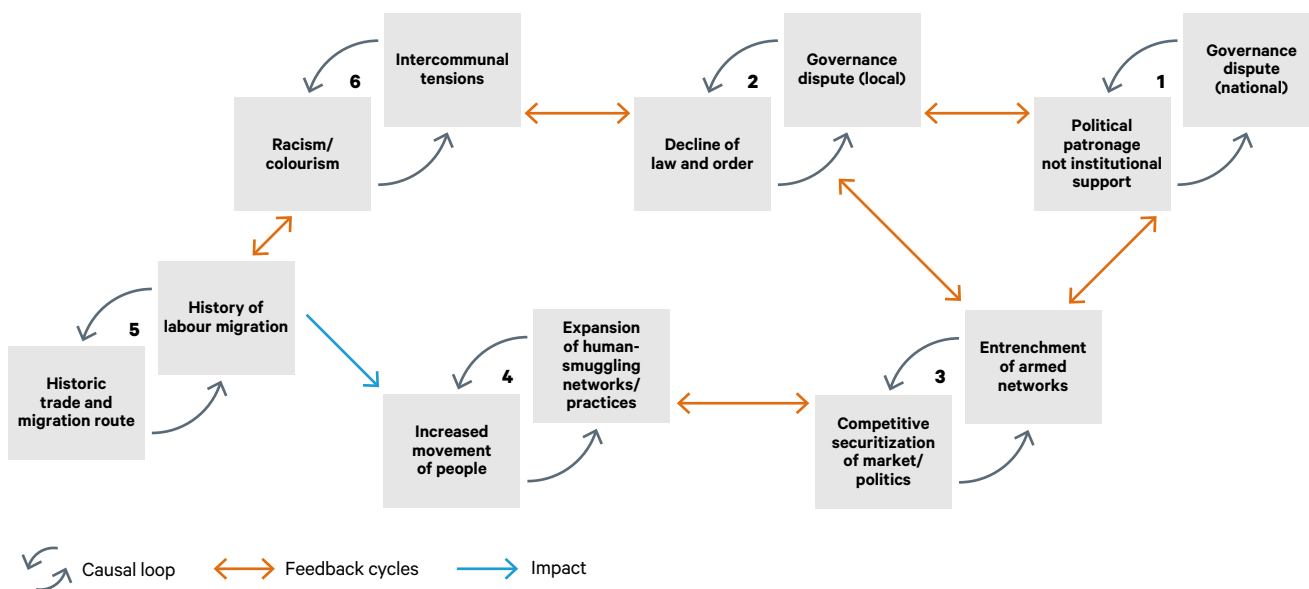 Intercommunal
tensions
6
Racism/
colourism
Governance
dispute (local)
2
Decline of
law and order
Governance
dispute
(national)
1
Political
patronage
not institutional
support
History of
labour migration
5
Historic
trade and
migration route
Expansion
of human-
smuggling
networks/
practices
4
Increased
movement
of people
Entrenchment
of armed
networks
3
Competitive
securitization
of market/
politics
Causal loop
Feedback cycles
Impact